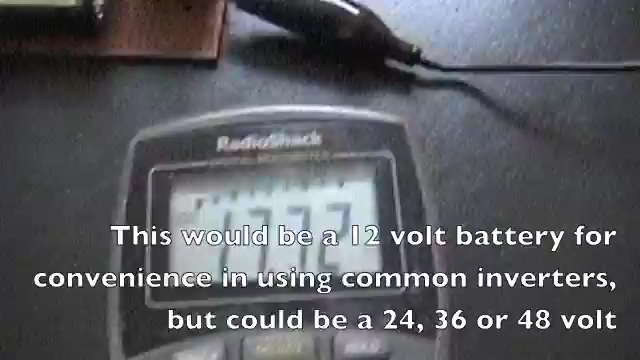 RadioShack
This would be a 12 volt battery for
convenience in using common inverters,
but could be a 24, 36 or 48 volt